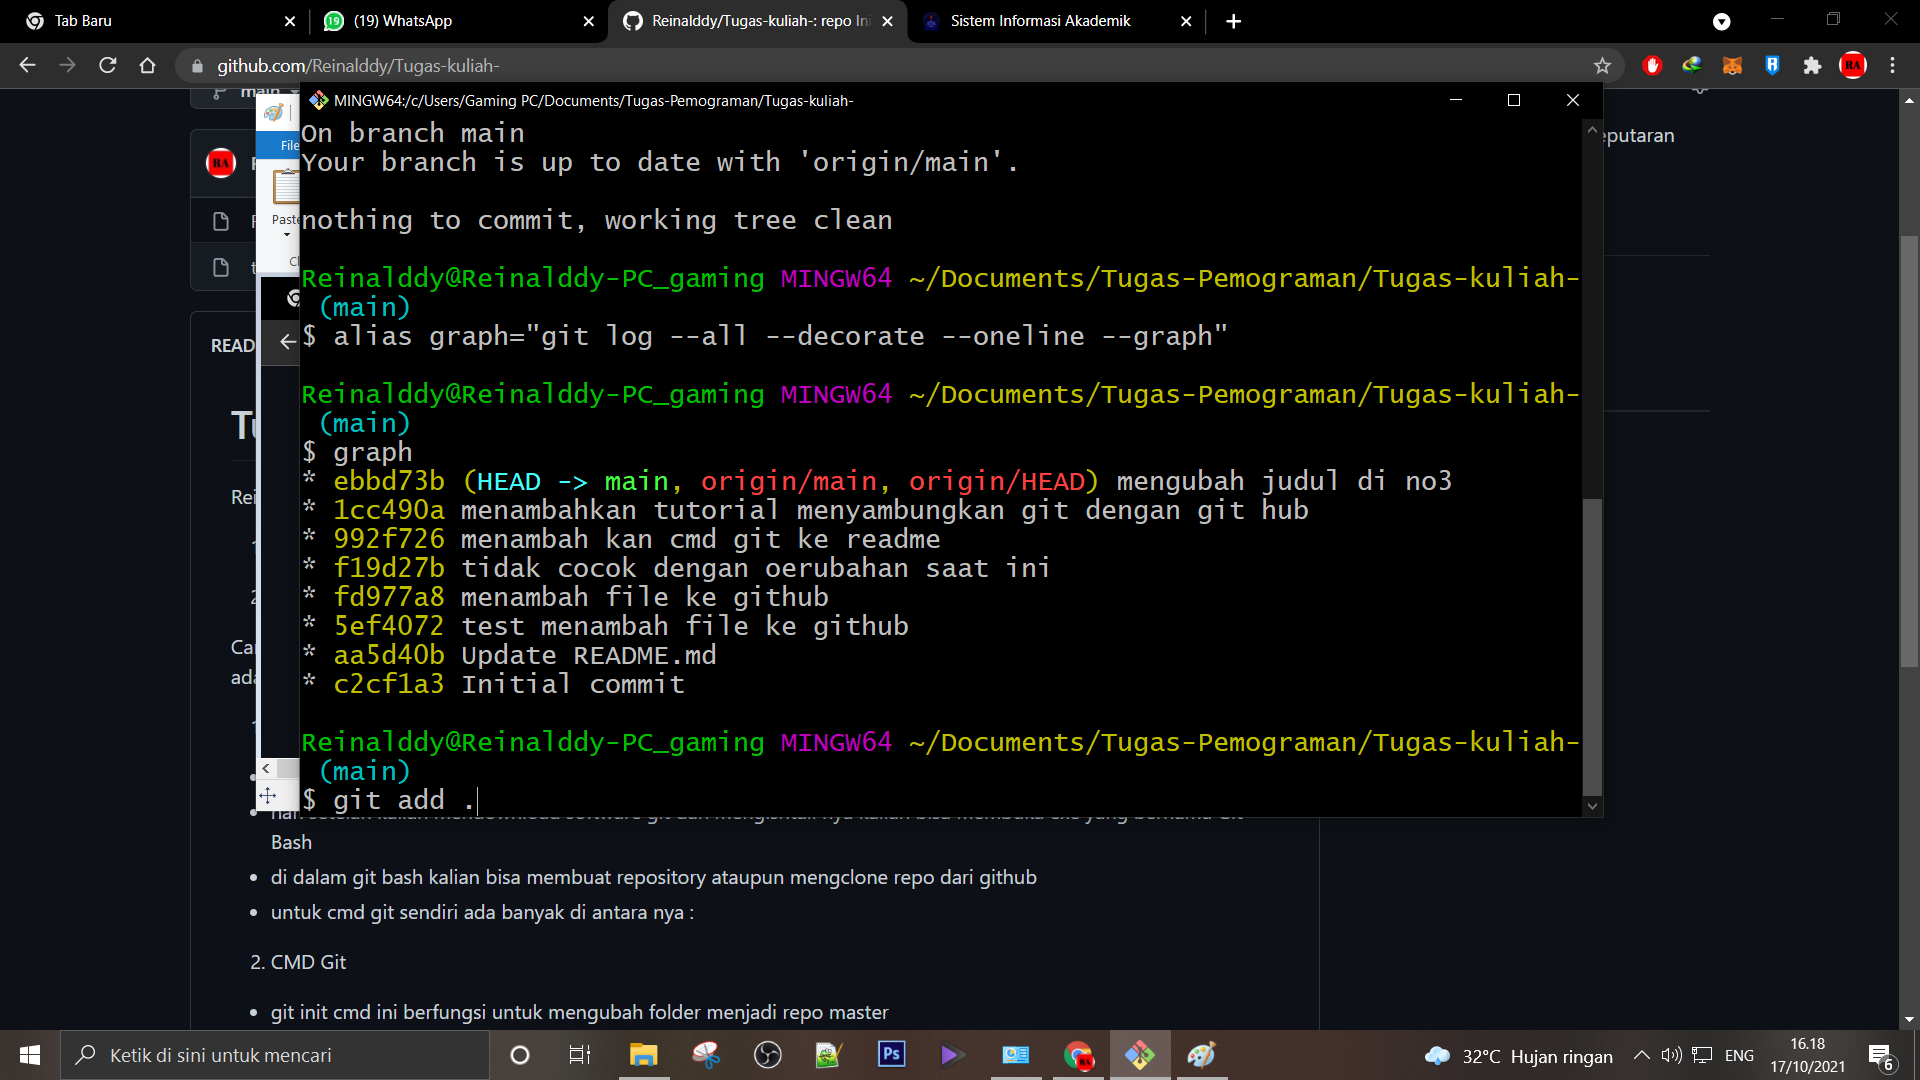 Tab Baru
(19) WhatsApp
Reinalddy/Tugas-kuliah-: repo Ini
Sistem Informasi Akademik
github.com/Reinalddy/Tugas-kuliah-
RA
main
MINGW64:/c/Users/Gaming PC/Documents/Tugas-Pemograman/Tugas-kuliah-
On branch main
eputaran
File
Your branch is up to date with 'origin/main'.
RA
Paste
nothing to commit, working tree clean
Reinalddy@Reinalddy-PC_gaming MINGW64 ~/Documents/Tugas-Pemograman/Tugas-kuliah-
(main)
READ
$ alias graph="git log --all --decorate --oneline --graph"
Reinalddy@Reinalddy-PC_gaming MINGW64 ~/Documents/Tugas-Pemograman/Tugas-kuliah-
(main)
Tu
$ graph
* ebbd73b (HEAD -> main, origin/main, origin/HEAD) mengubah judul di no3
Rei
* 1cc490a menambahkan tutorial menyambungkan git dengan git hub
* 992f726 menambah kan cmd git ke readme
* f19d27b tidak cocok dengan oerubahan saat ini
* fd977a8 menambah file ke github
* 5ef4072 test menambah file ke github
Car
* aa5d40b Update README.md
ada
* c2cf1a3 Initial commit
Reinalddy@Reinalddy-PC_gaming MINGW64 ~/Documents/Tugas-Pemograman/Tugas-kuliah-
(main)
$ git add .
Bash
• di dalam git bash kalian bisa membuat repository ataupun mengclone repo dari github
• untuk cmd git sendiri ada banyak di antara nya :
2. CMD Git
• git init cmd ini berfungsi untuk mengubah folder menjadi repo master
Ketik di sini untuk mencari
Ps
32°C Hujan ringan
ENG
16.18
17/10/2021
6